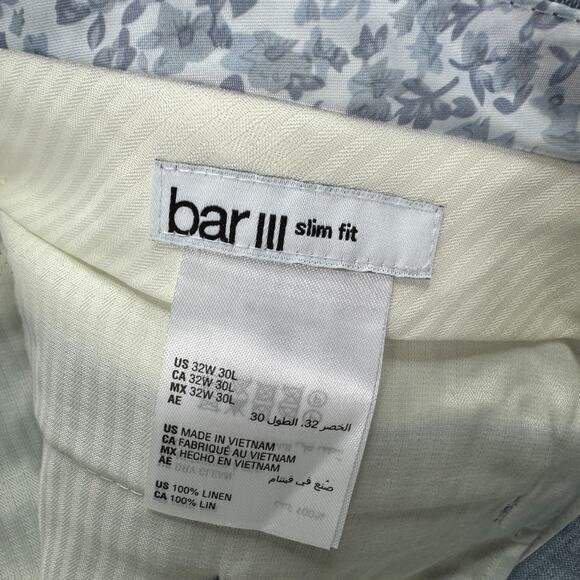 bar III slim fit
US 32W 30L
CA 32W 30L
MX 32W 30L
AE الخصر 32. الطول 30
US MADE IN VIETNAM
CA FABRIQUÉ AU VIETNAM
MX HECHO EN VIETNAM
AE صُنع في فيتنام
US 100% LINEN
CA 100% LIN